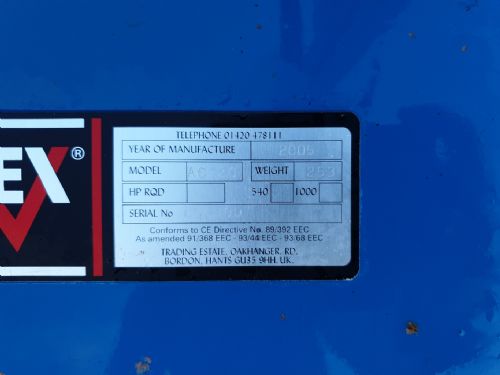 EX®
TELEPHONE 01420 478111
YEAR OF MANUFACTURE 2005
MODEL WEIGHT 253
HP RQD 540 1000
SERIAL No
Conforms to CE Directive No. 89/392 EEC
As amended 91/368 EEC - 93/44 EEC - 93/68 EEC
TRADING ESTATE, OAKHANGER, RD,
BORDON, HANTS GU35 9HH, UK.